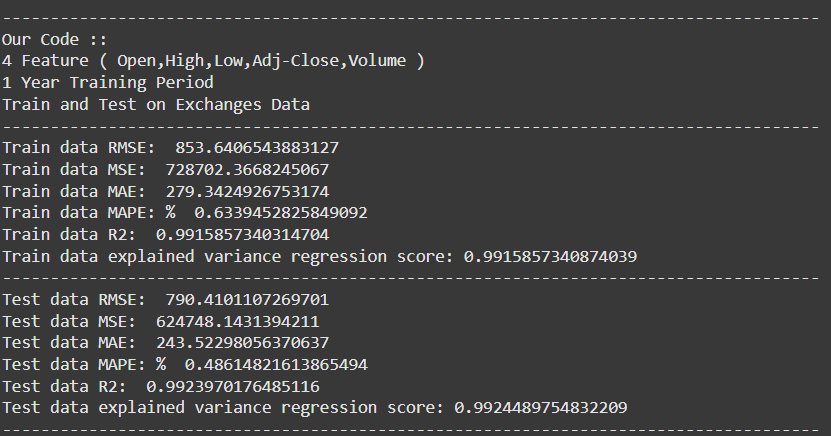 --------------------------------------------------------------------------------
Our Code ::
4 Feature ( Open,High,Low,Adj-Close,Volume )
1 Year Training Period
Train and Test on Exchanges Data
--------------------------------------------------------------------------------
Train data RMSE:  853.6406543883127
Train data MSE:  728702.3668245067
Train data MAE:  279.3424926753174
Train data MAPE: %  0.6339452825849092
Train data R2:  0.9915857340314704
Train data explained variance regression score: 0.9915857340874039
--------------------------------------------------------------------------------
Test data RMSE:  790.4101107269701
Test data MSE:  624748.1431394211
Test data MAE:  243.52298056370637
Test data MAPE: %  0.48614821613865494
Test data R2:  0.9923970176485116
Test data explained variance regression score: 0.9924489754832209
--------------------------------------------------------------------------------